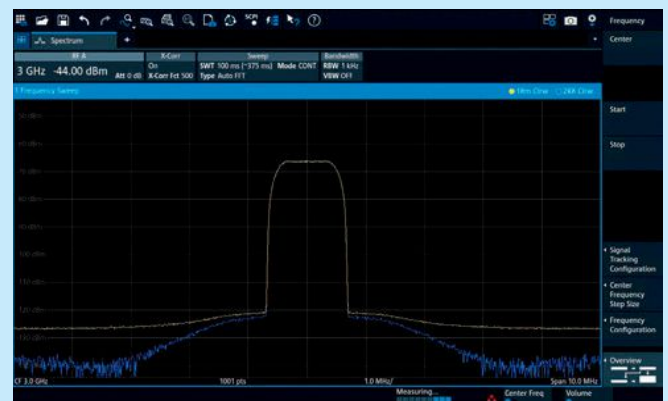 SCPI
Frequency
Spectrum
Center
RF A
X-Corr
Sweep
Bandwidth
3 GHz -44.00 dBm Att 0 dB
On
X-Corr Fct 500
SWT 100 ms (~375 ms) Mode CONT
Type Auto FFT
RBW 1 kHz
VBW OFF
1 Frequency Sweep
Start
Stop
Signal
Tracking
Configuration
Center
Frequency
Step Size
Frequency
Configuration
Overview
CF 3.0 GHz
1001 pts
1.0 MHz/
Span 10.0 MHz
Measuring...
Center Freq
Volume